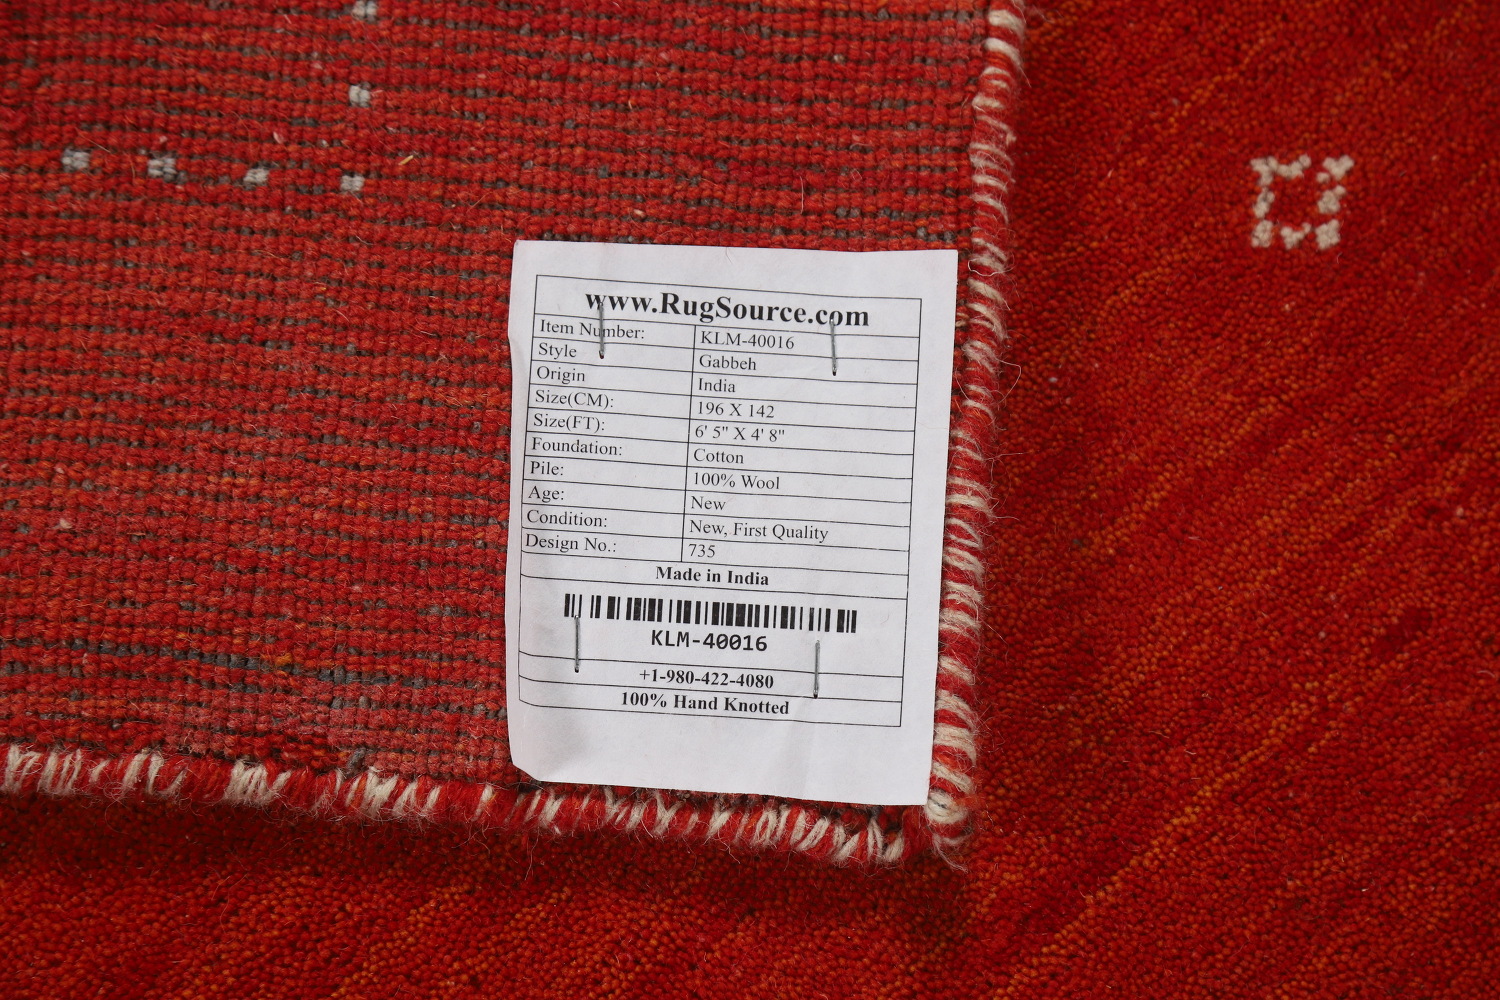 www.RugSource.com
Item Number: KLM-40016
Style Gabbeh
Origin India
Size(CM): 196 X 142
Size(FT): 6' 5" X 4' 8"
Foundation: Cotton
Pile: 100% Wool
Age: New
Condition: New, First Quality
Design No.: 735
Made in India
KLM-40016
+1-980-422-4080
100% Hand Knotted